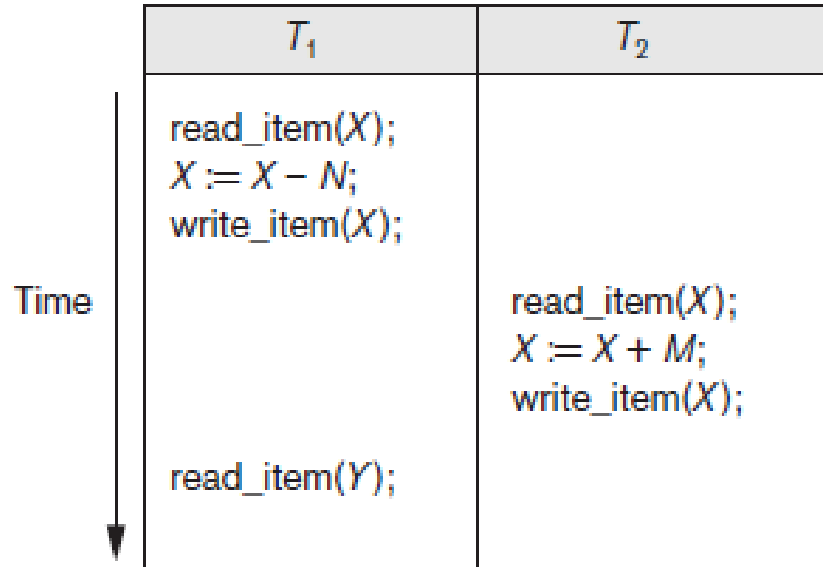 T₁ T₂
read_item(X);
X := X – N;
write_item(X);
Time
read_item(X);
X := X + M;
write_item(X);
read_item(Y);